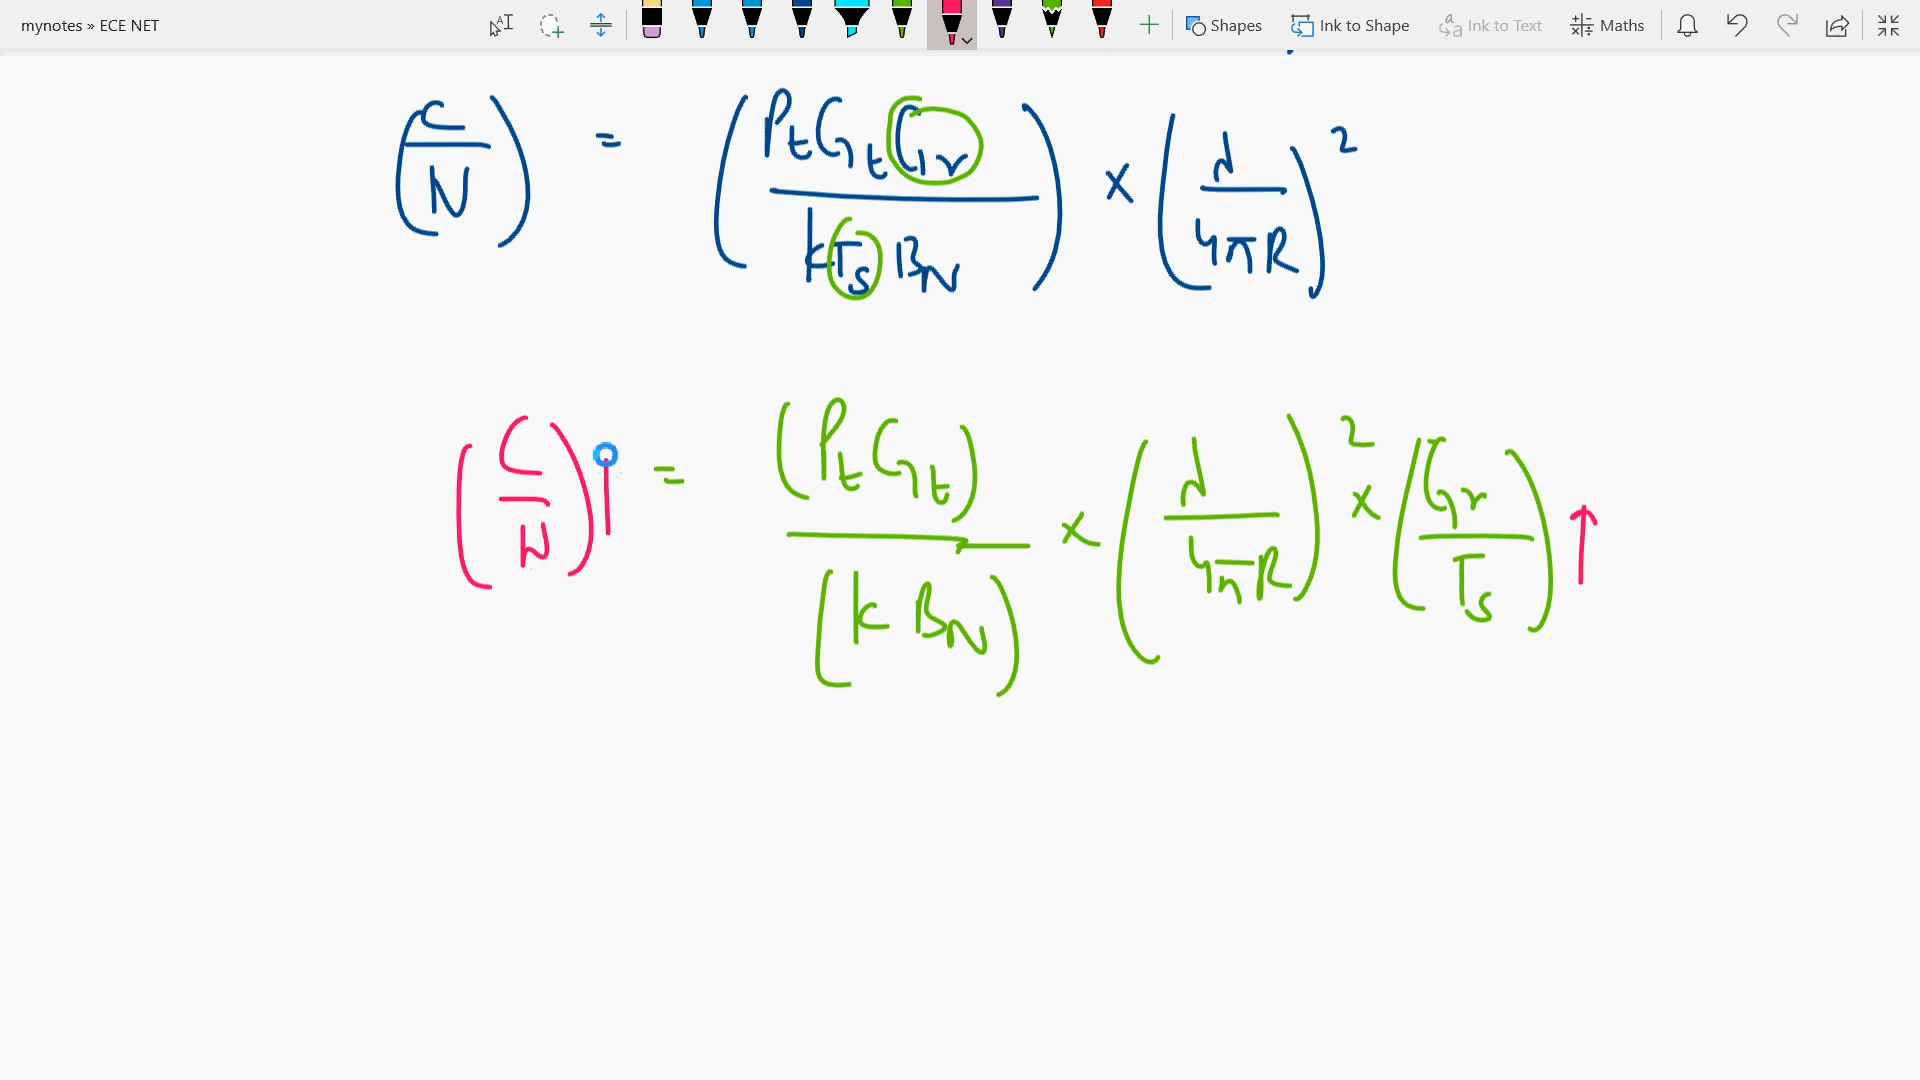 mynotes » ECE NET Shapes Ink to Shape Ink to Text Maths
(C/N) = (PtGtGr / kTsBN) x (λ / 4πR)²
(C/N) = (PtGt) / (k BN) x (λ / 4πR)² x (Gr / Ts) ↑